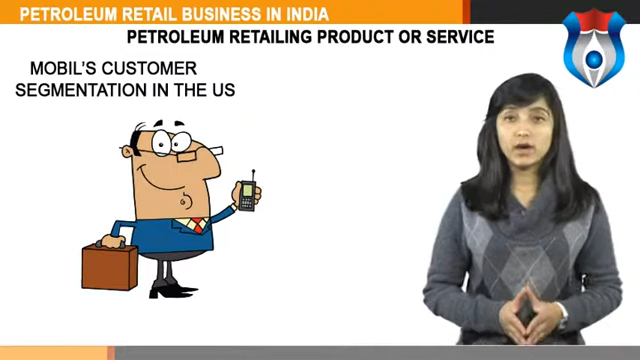 PETROLEUM RETAIL BUSINESS IN INDIA
PETROLEUM RETAILING PRODUCT OR SERVICE
MOBIL'S CUSTOMER
SEGMENTATION IN THE US